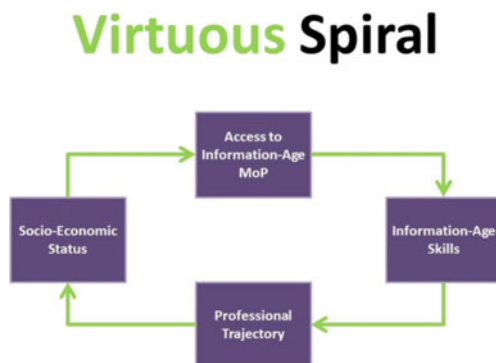 Virtuous Spiral
Access to
Information-Age
MoP
Socio-Economic
Status
Information-Age
Skills
Professional
Trajectory